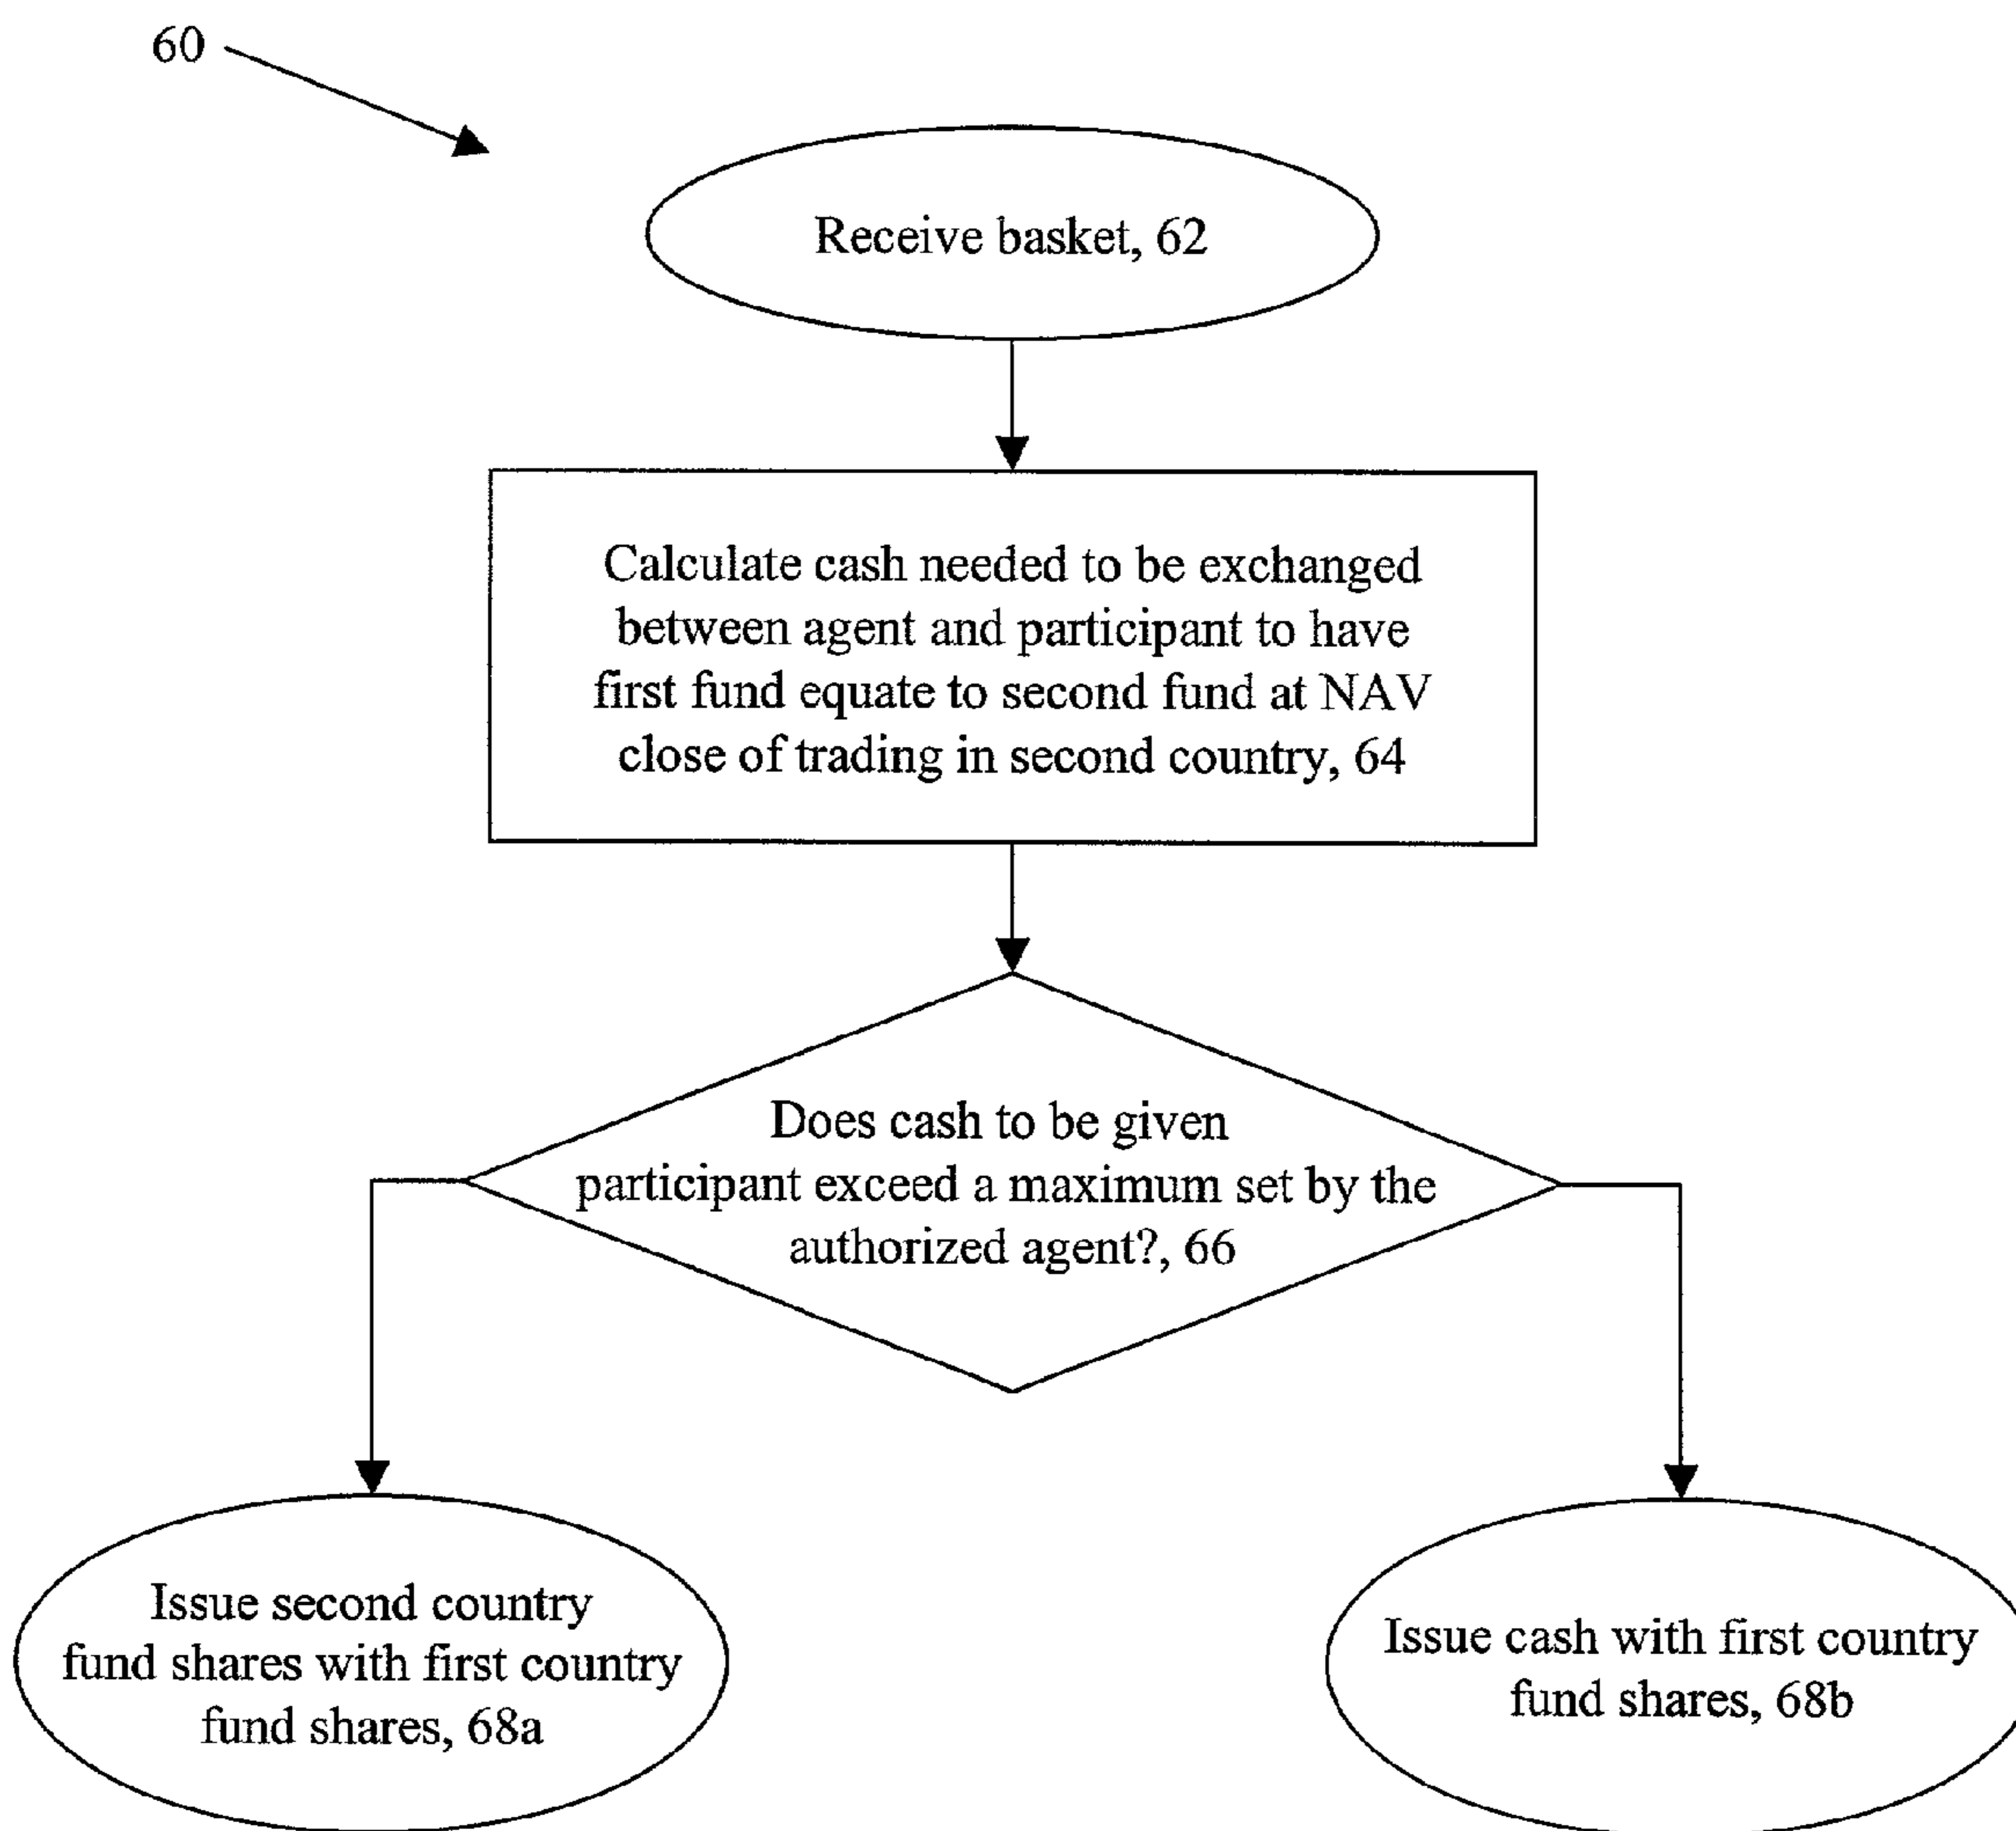 60
Receive basket, 62
Calculate cash needed to be exchanged
between agent and participant to have
first fund equate to second fund at NAV
close of trading in second country, 64
Does cash to be given
participant exceed a maximum set by the
authorized agent?, 66
Issue second country
fund shares with first country
fund shares, 68a
Issue cash with first country
fund shares, 68b